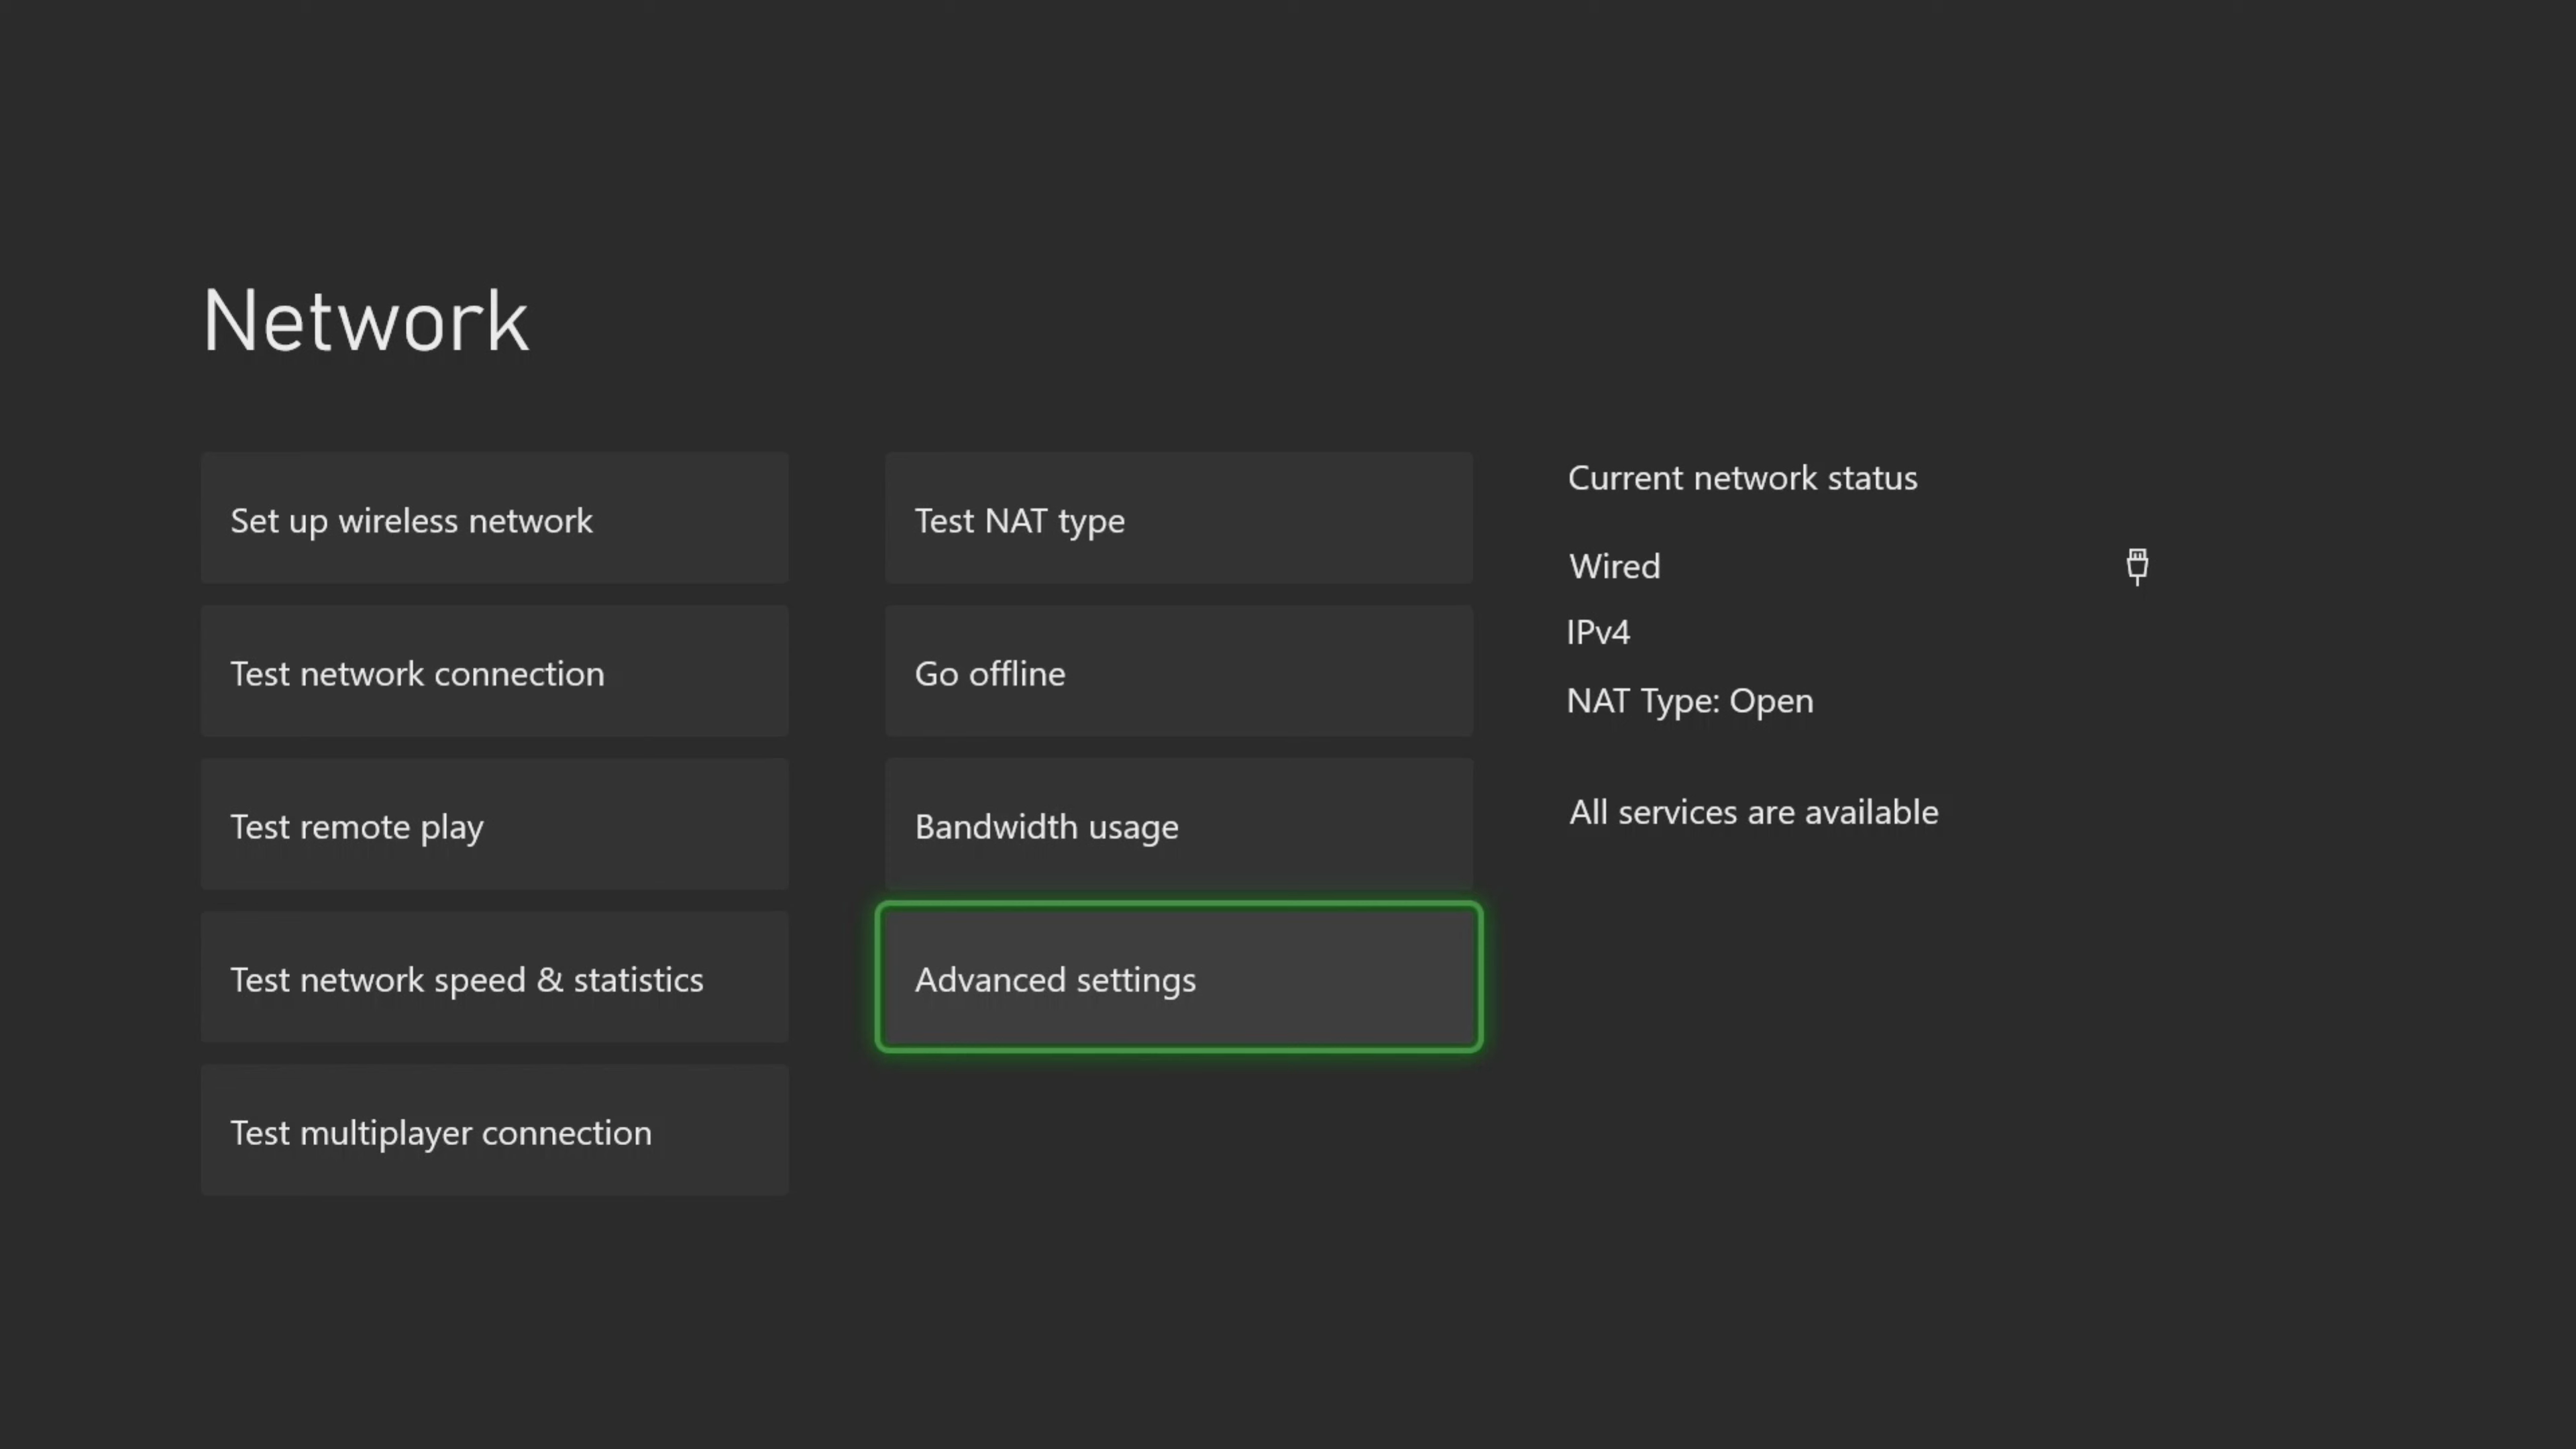 Network
Set up wireless network
Test network connection
Test remote play
Test network speed & statistics
Test multiplayer connection
Test NAT type
Go offline
Bandwidth usage
Advanced settings
Current network status
Wired
IPv4
NAT Type: Open
All services are available